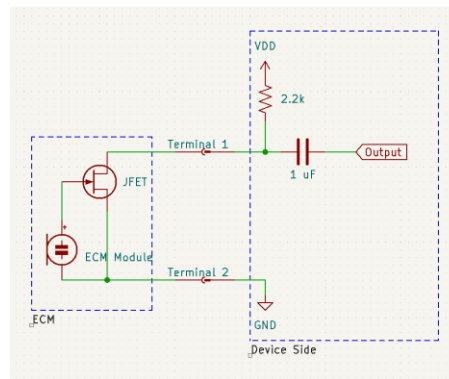 VDD
2.2k
Terminal 1
Output
1 uF
JFET
ECM Module
Terminal 2
GND
ECM
Device Side